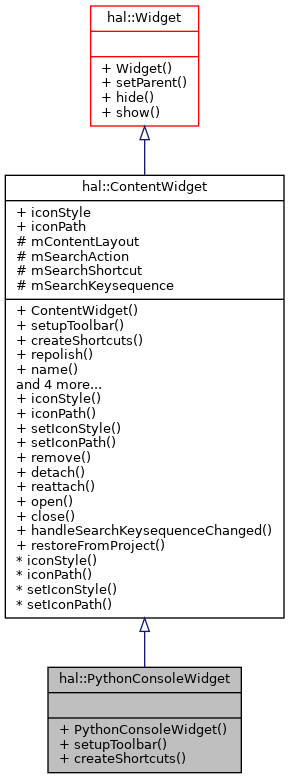 hal::Widget
+ Widget()
+ setParent()
+ hide()
+ show()
hal::ContentWidget
+ iconStyle
+ iconPath
# mContentLayout
# mSearchAction
# mSearchShortcut
# mSearchKeysequence
+ ContentWidget()
+ setupToolbar()
+ createShortcuts()
+ repolish()
+ name()
and 4 more...
+ iconStyle()
+ iconPath()
+ setIconStyle()
+ setIconPath()
+ remove()
+ detach()
+ reattach()
+ open()
+ close()
+ handleSearchKeysequenceChanged()
+ restoreFromProject()
* iconStyle()
* iconPath()
* setIconStyle()
* setIconPath()
hal::PythonConsoleWidget
+ PythonConsoleWidget()
+ setupToolbar()
+ createShortcuts()